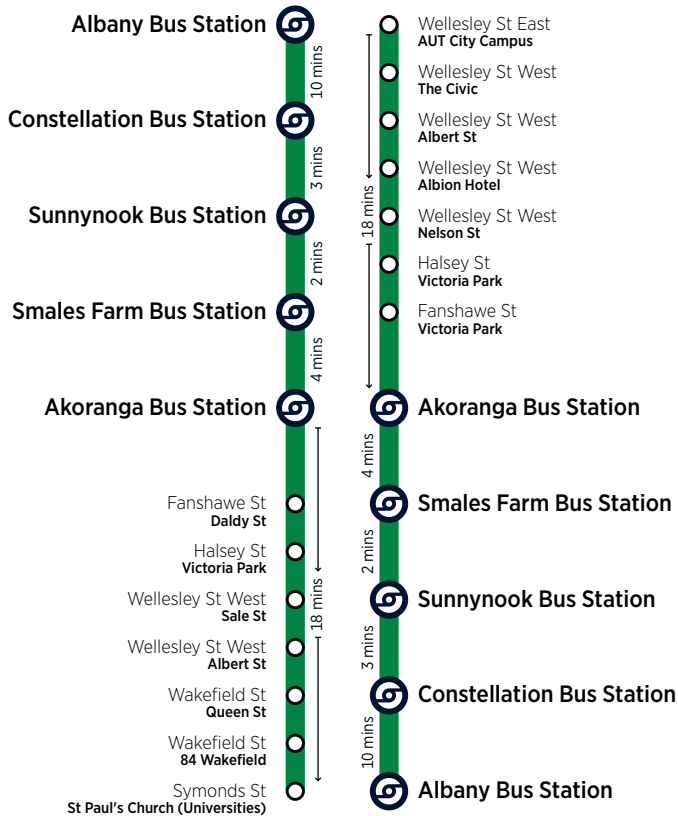 Albany Bus Station
10 mins
Constellation Bus Station
3 mins
Sunnynook Bus Station
2 mins
Smales Farm Bus Station
4 mins
Akoranga Bus Station
18 mins
Fanshawe St
Daldy St
Halsey St
Victoria Park
Wellesley St West
Sale St
Wellesley St West
Albert St
Wakefield St
Queen St
Wakefield St
84 Wakefield
Symonds St
St Paul's Church (Universities)
Wellesley St East
AUT City Campus
Wellesley St West
The Civic
Wellesley St West
Albert St
Wellesley St West
Albion Hotel
Wellesley St West
Nelson St
Halsey St
Victoria Park
Fanshawe St
Victoria Park
18 mins
Akoranga Bus Station
4 mins
Smales Farm Bus Station
2 mins
Sunnynook Bus Station
3 mins
Constellation Bus Station
10 mins
Albany Bus Station